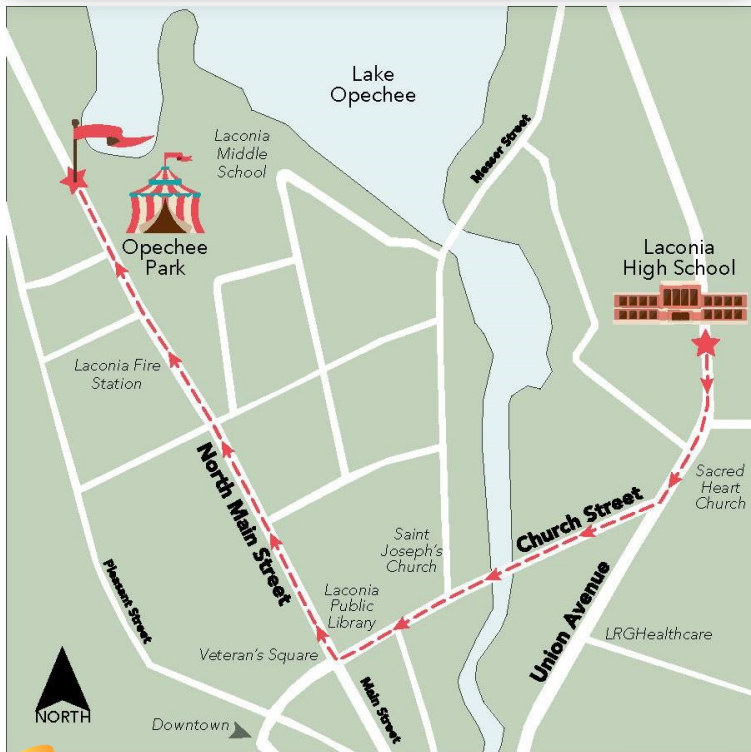 Lake
Opechee
Laconia
Middle
School
Messer Street
Opechee
Park
Laconia
High School
Laconia Fire
Station
North Main Street
Sacred
Heart
Church
Church Street
Saint
Joseph's
Church
Pleasant Street
Laconia
Public
Library
Union Avenue
LRGHealthcare
Veteran's Square
Main Street
NORTH
Downtown